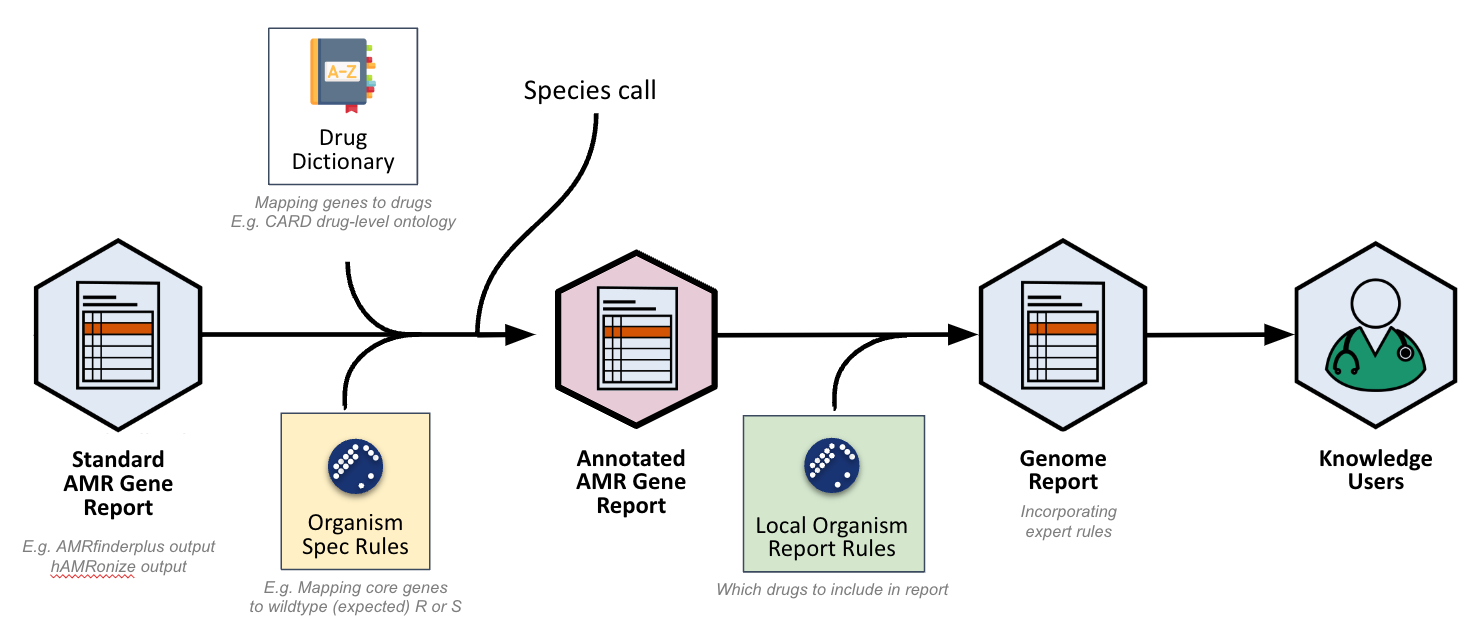 A-Z
Drug
Dictionary
Mapping genes to drugs
E.g. CARD drug-level ontology
Species call
Standard
AMR Gene
Report
E.g. AMRfinderplus output
hAMRonize output
Organism
Spec Rules
E.g. Mapping core genes
to wildtype (expected) R or S
Annotated
AMR Gene
Report
Local Organism
Report Rules
Which drugs to include in report
Genome
Report
Incorporating
expert rules
Knowledge
Users